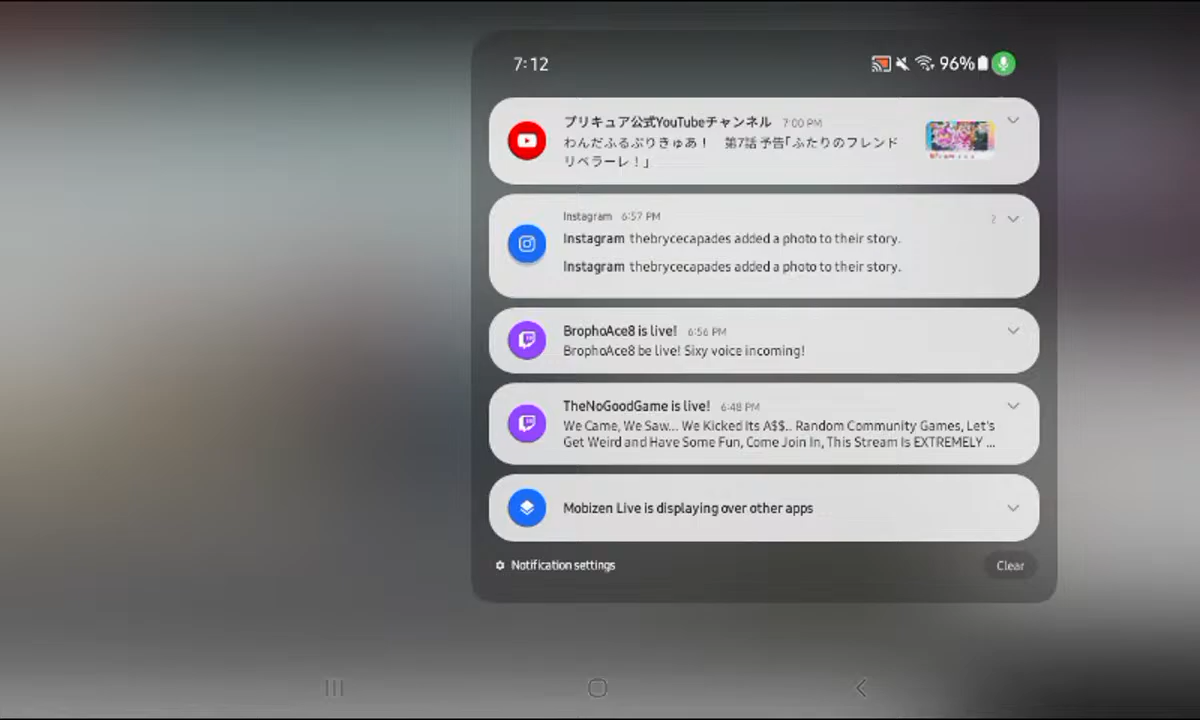 7:12
96%
プリキュア公式YouTubeチャンネル 7:00 PM
わんだふるぷりきゅあ！　第7話 予告「ふたりのフレンド
リベラーレ！」
Instagram 6:57 PM
2
Instagram thebrycecapades added a photo to their story.
Instagram thebrycecapades added a photo to their story.
BrophoAce8 is live! 6:56 PM
BrophoAce8 be live! Sixy voice incoming!
TheNoGoodGame is live! 6:48 PM
We Came, We Saw... We Kicked Its A$$.. Random Community Games, Let's
Get Weird and Have Some Fun, Come Join In, This Stream Is EXTREMELY ...
Mobizen Live is displaying over other apps
Notification settings
Clear